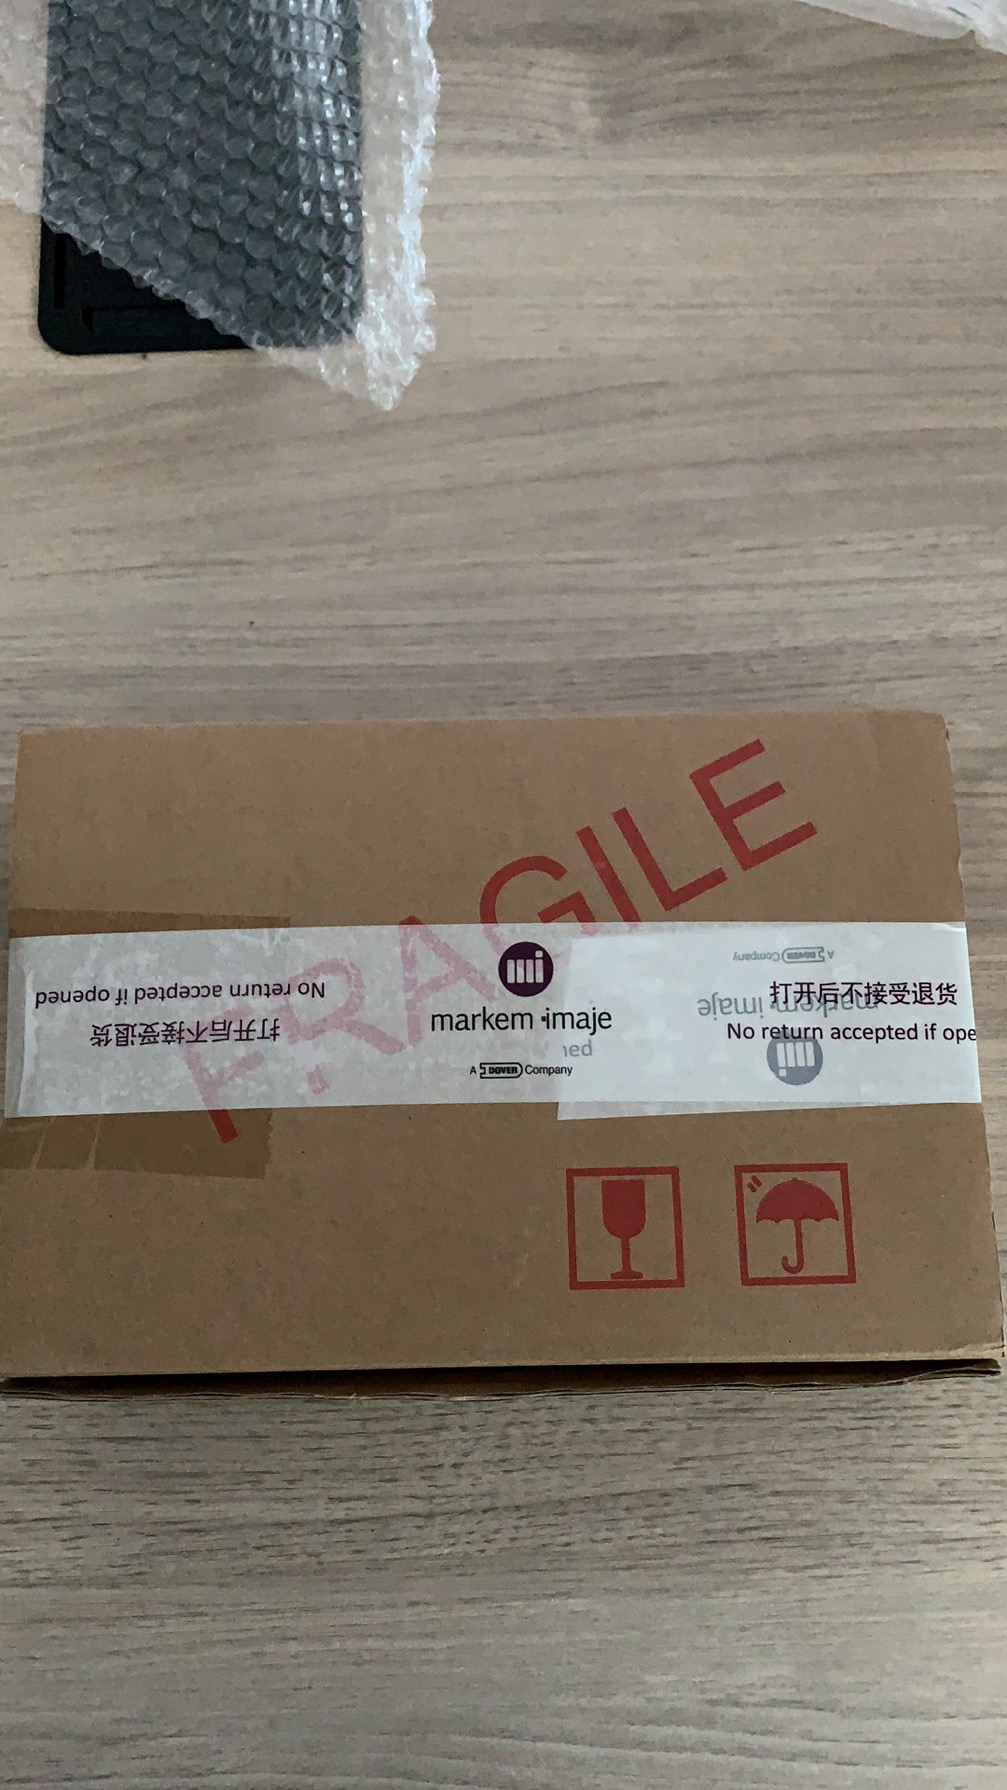 FRAGILE
No return accepted if opened
打开后不接受退货
markem·imaje
A DOVER Company
A DOVER Company
markem·imaje
打开后不接受退货
No return accepted if ope
ned